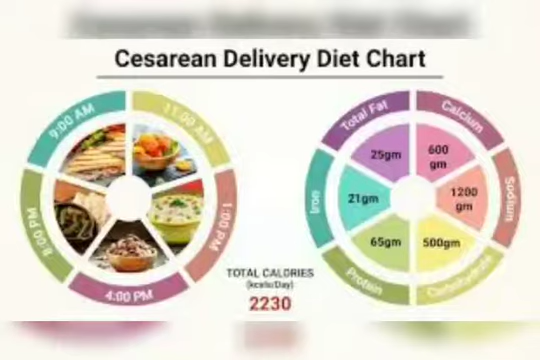 Cesarean Delivery Diet Chart
9:00 AM
11:00 AM
1:00 PM
4:00 PM
8:00 PM
Total Fat
Calcium
Sodium
Carbohydrate
Protein
Iron
25gm
600
gm
1200
gm
500gm
65gm
21gm
TOTAL CALORIES
(kcals/Day)
2230